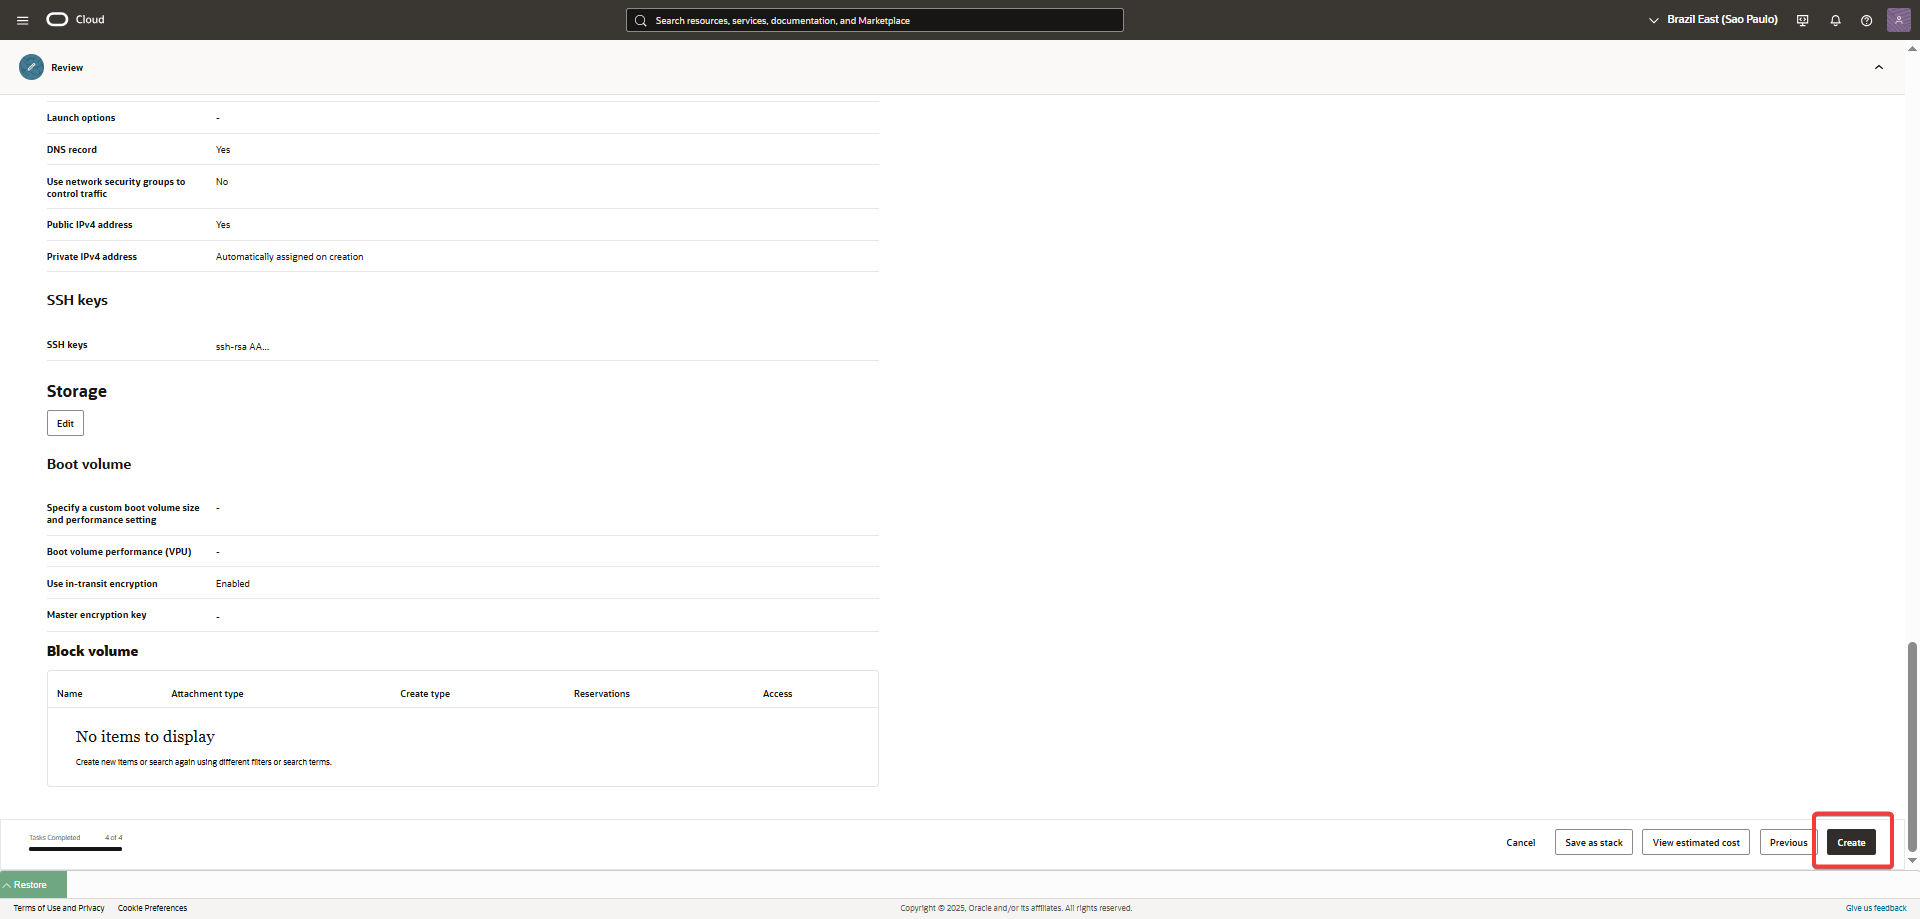 Cloud
Search resources, services, documentation, and Marketplace
Brazil East (Sao Paulo)
Review
Launch options -
DNS record Yes
Use network security groups to control traffic No
Public IPv4 address Yes
Private IPv4 address Automatically assigned on creation
SSH keys
SSH keys ssh-rsa AA...
Storage
Edit
Boot volume
Specify a custom boot volume size and performance setting -
Boot volume performance (VPU) -
Use in-transit encryption Enabled
Master encryption key -
Block volume
Name Attachment type Create type Reservations Access
No items to display
Create new items or search again using different filters or search terms.
Tasks Completed 4 of 4
Cancel Save as stack View estimated cost Previous Create
Restore
Terms of Use and Privacy Cookie Preferences Copyright © 2025, Oracle and/or its affiliates. All rights reserved. Give us feedback